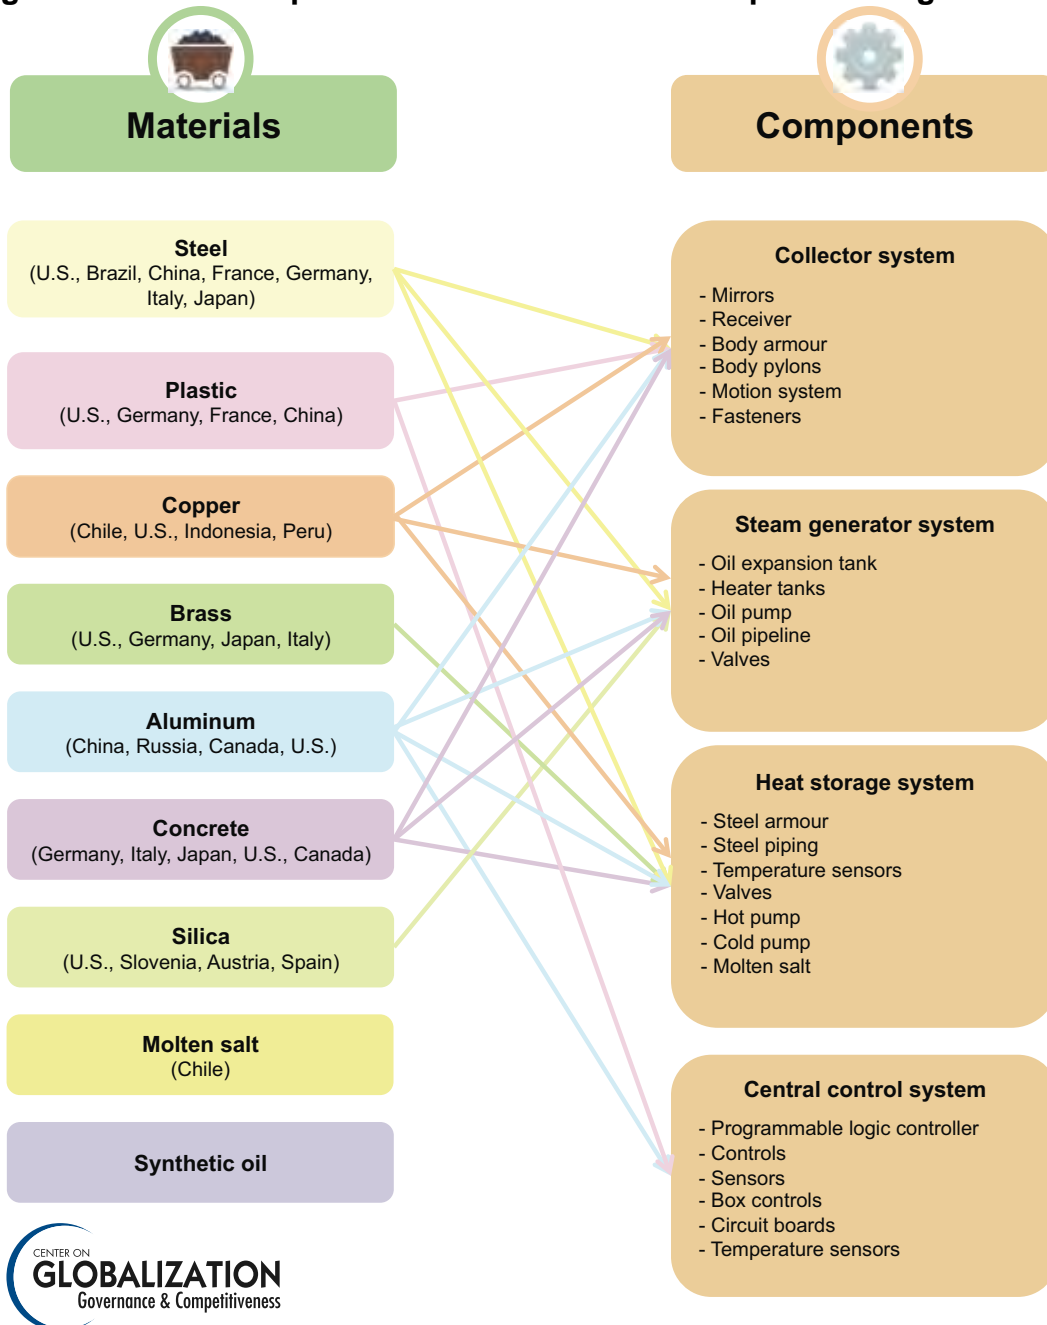 Materials
Components
Steel
(U.S., Brazil, China, France, Germany,
Italy, Japan)
Plastic
(U.S., Germany, France, China)
Copper
(Chile, U.S., Indonesia, Peru)
Brass
(U.S., Germany, Japan, Italy)
Aluminum
(China, Russia, Canada, U.S.)
Concrete
(Germany, Italy, Japan, U.S., Canada)
Silica
(U.S., Slovenia, Austria, Spain)
Molten salt
(Chile)
Synthetic oil
Collector system
- Mirrors
- Receiver
- Body armour
- Body pylons
- Motion system
- Fasteners
Steam generator system
- Oil expansion tank
- Heater tanks
- Oil pump
- Oil pipeline
- Valves
Heat storage system
- Steel armour
- Steel piping
- Temperature sensors
- Valves
- Hot pump
- Cold pump
- Molten salt
Central control system
- Programmable logic controller
- Controls
- Sensors
- Box controls
- Circuit boards
- Temperature sensors
CENTER ON
GLOBALIZATION
Governance & Competitiveness